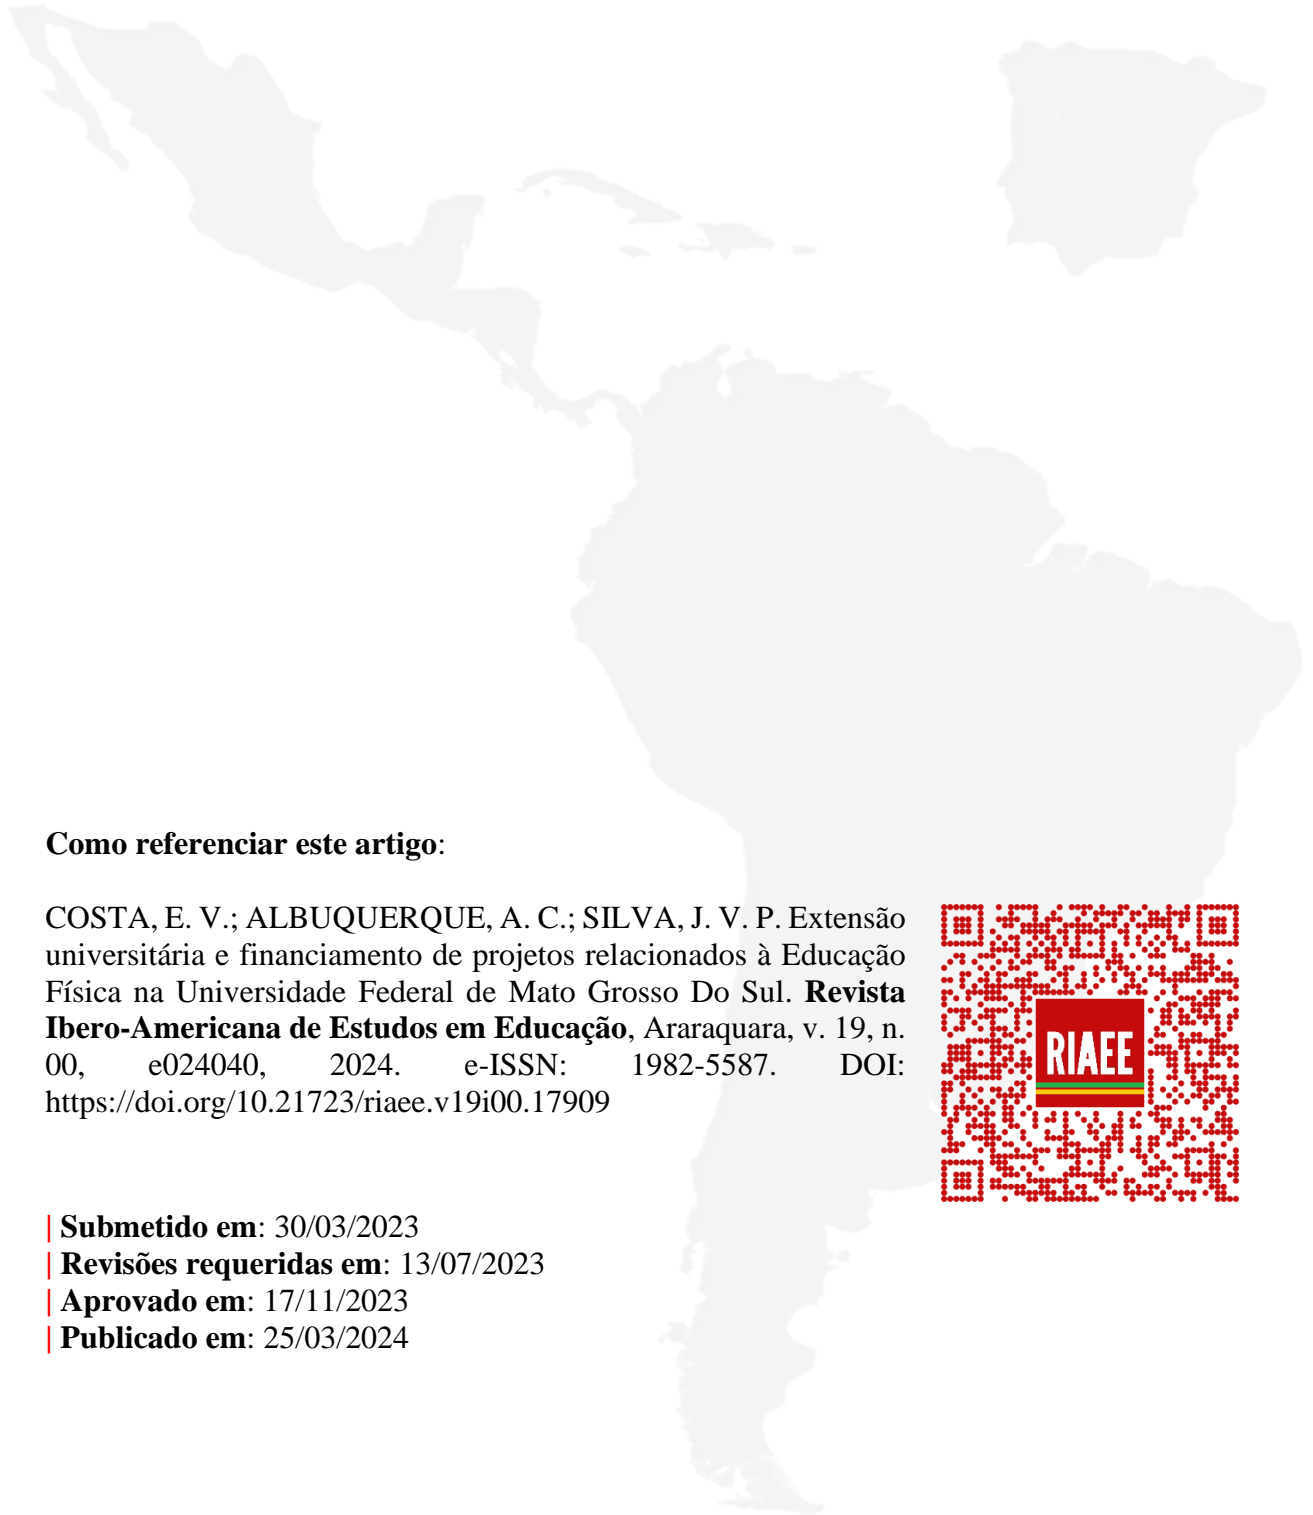 Como referenciar este artigo:
COSTA, E. V.; ALBUQUERQUE, A. C.; SILVA, J. V. P. Extensão
universitária e financiamento de projetos relacionados à Educação
Física na Universidade Federal de Mato Grosso Do Sul. Revista
Ibero-Americana de Estudos em Educação, Araraquara, v. 19, n.
00, e024040, 2024. e-ISSN: 1982-5587. DOI:
https://doi.org/10.21723/riaee.v19i00.17909
RIAEE
| Submetido em: 30/03/2023
| Revisões requeridas em: 13/07/2023
| Aprovado em: 17/11/2023
| Publicado em: 25/03/2024